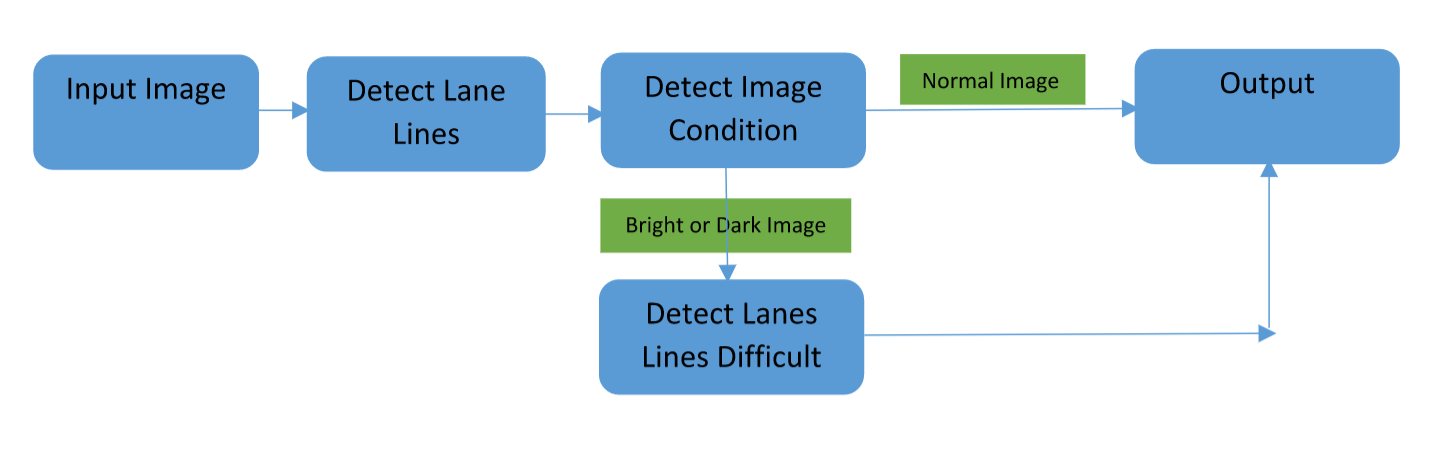 Input Image
Detect Lane
Lines
Detect Image
Condition
Normal Image
Output
Bright or Dark Image
Detect Lanes
Lines Difficult